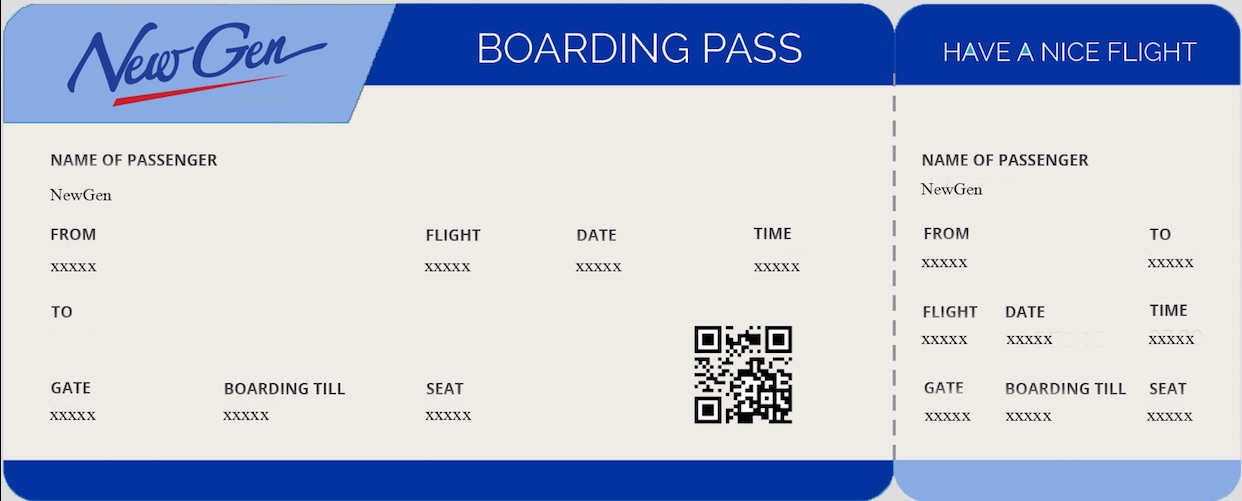 NewGen
BOARDING PASS
HAVE A NICE FLIGHT
NAME OF PASSENGER
NewGen
FROM
FLIGHT
DATE
TIME
xxxxx
xxxxx
xxxxx
xxxxx
TO
GATE
BOARDING TILL
SEAT
xxxxx
xxxxx
xxxxx
NAME OF PASSENGER
NewGen
FROM
TO
xxxxx
xxxxx
FLIGHT
DATE
TIME
xxxxx
xxxxx
xxxxx
GATE
BOARDING TILL
SEAT
xxxxx
xxxxx
xxxxx